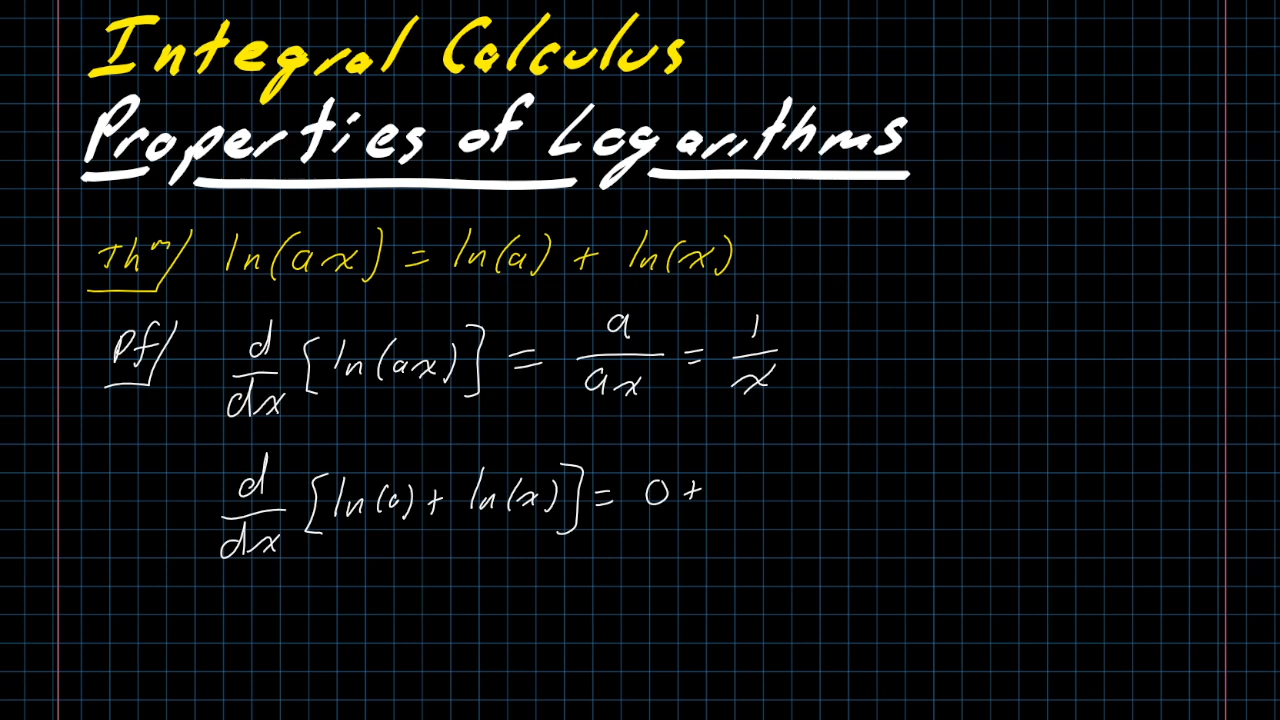 Integral Calculus
Properties of Logarithms
Thm/ ln(ax) = ln(a) + ln(x)
Pf/ d/dx [ln(ax)] = a/ax = 1/x
d/dx [ln(a) + ln(x)] = 0 +